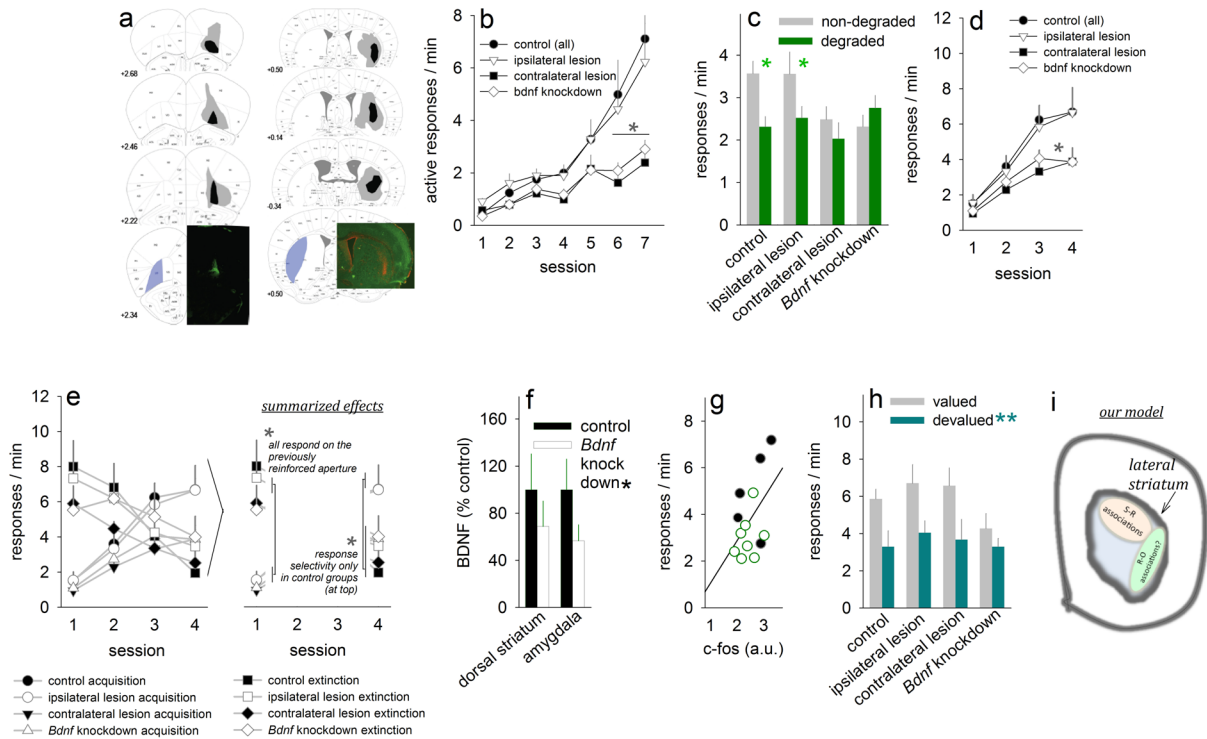 a
+2.68
+2.46
+2.22
+2.34
+0.50
+0.14
-0.34
+0.50
b
active responses / min
8
6
4
2
0
control (all)
ipsilateral lesion
contralateral lesion
bdnf knockdown
*
1 2 3 4 5 6 7
session
c
non-degraded
degraded
responses / min
4
3
2
1
0
* *
control
ipsilateral lesion
contralateral lesion
Bdnf knockdown
d
control (all)
ipsilateral lesion
contralateral lesion
bdnf knockdown
responses / min
12
10
8
6
4
2
0
*
1 2 3 4
session
e
responses / min
12
10
8
6
4
2
0
1 2 3 4
session
summarized effects
*
all respond on the
previously
reinforced aperture
*
response
selectivity only
in control groups
(at top)
1 2 3 4
session
control acquisition
ipsilateral lesion acquisition
contralateral lesion acquisition
Bdnf knockdown acquisition
control extinction
ipsilateral lesion extinction
contralateral lesion extinction
Bdnf knockdown extinction
f
BDNF (% control)
160
120
80
40
0
control
Bdnf
knock
down*
dorsal striatum
amygdala
g
responses / min
8
6
4
2
0
1 2 3
c-fos (a.u.)
h
valued
devalued**
responses / min
10
8
6
4
2
0
control
ipsilateral lesion
contralateral lesion
Bdnf knockdown
i
our model
lateral
striatum
S-R
associations
R-O
associations?